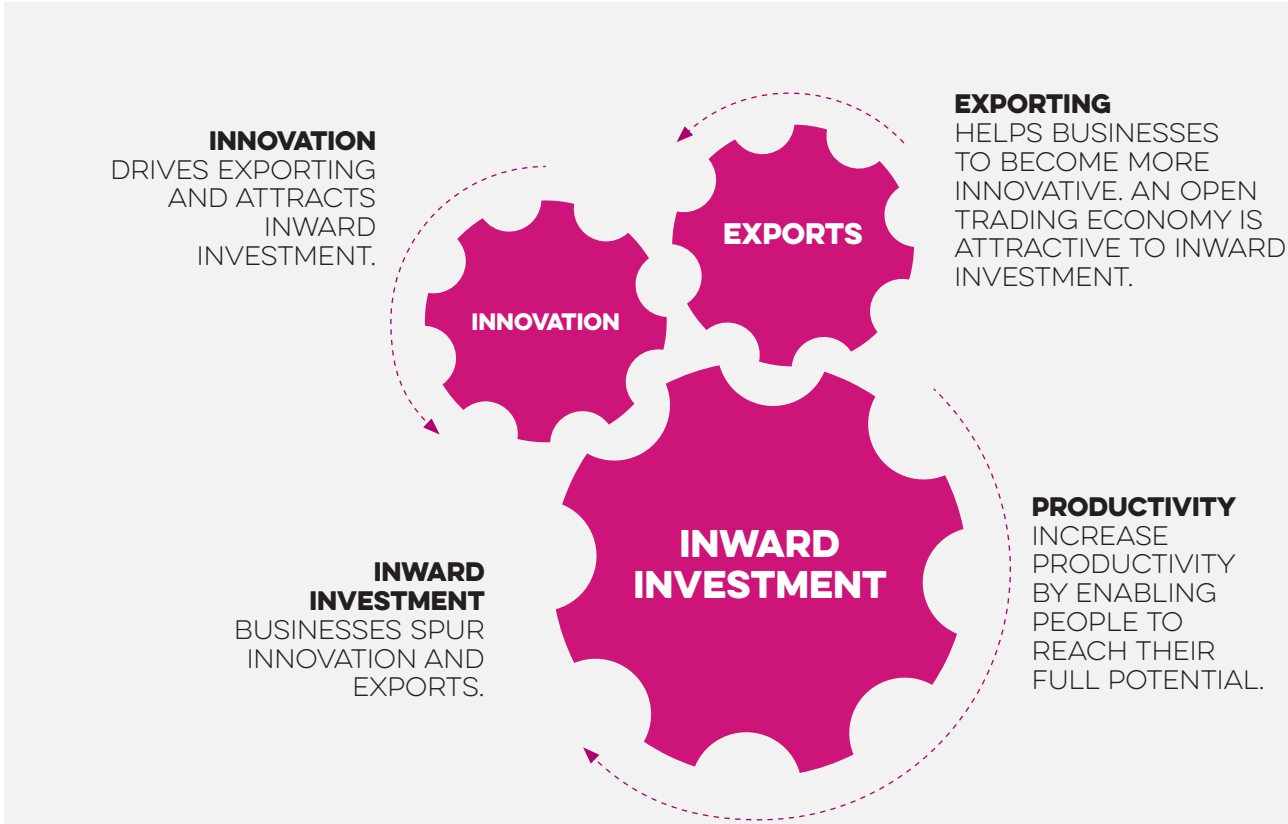 INNOVATION
DRIVES EXPORTING
AND ATTRACTS
INWARD
INVESTMENT.
EXPORTING
HELPS BUSINESSES
TO BECOME MORE
INNOVATIVE. AN OPEN
TRADING ECONOMY IS
ATTRACTIVE TO INWARD
INVESTMENT.
EXPORTS
INNOVATION
INWARD
INVESTMENT
INWARD
INVESTMENT
BUSINESSES SPUR
INNOVATION AND
EXPORTS.
PRODUCTIVITY
INCREASE
PRODUCTIVITY
BY ENABLING
PEOPLE TO
REACH THEIR
FULL POTENTIAL.